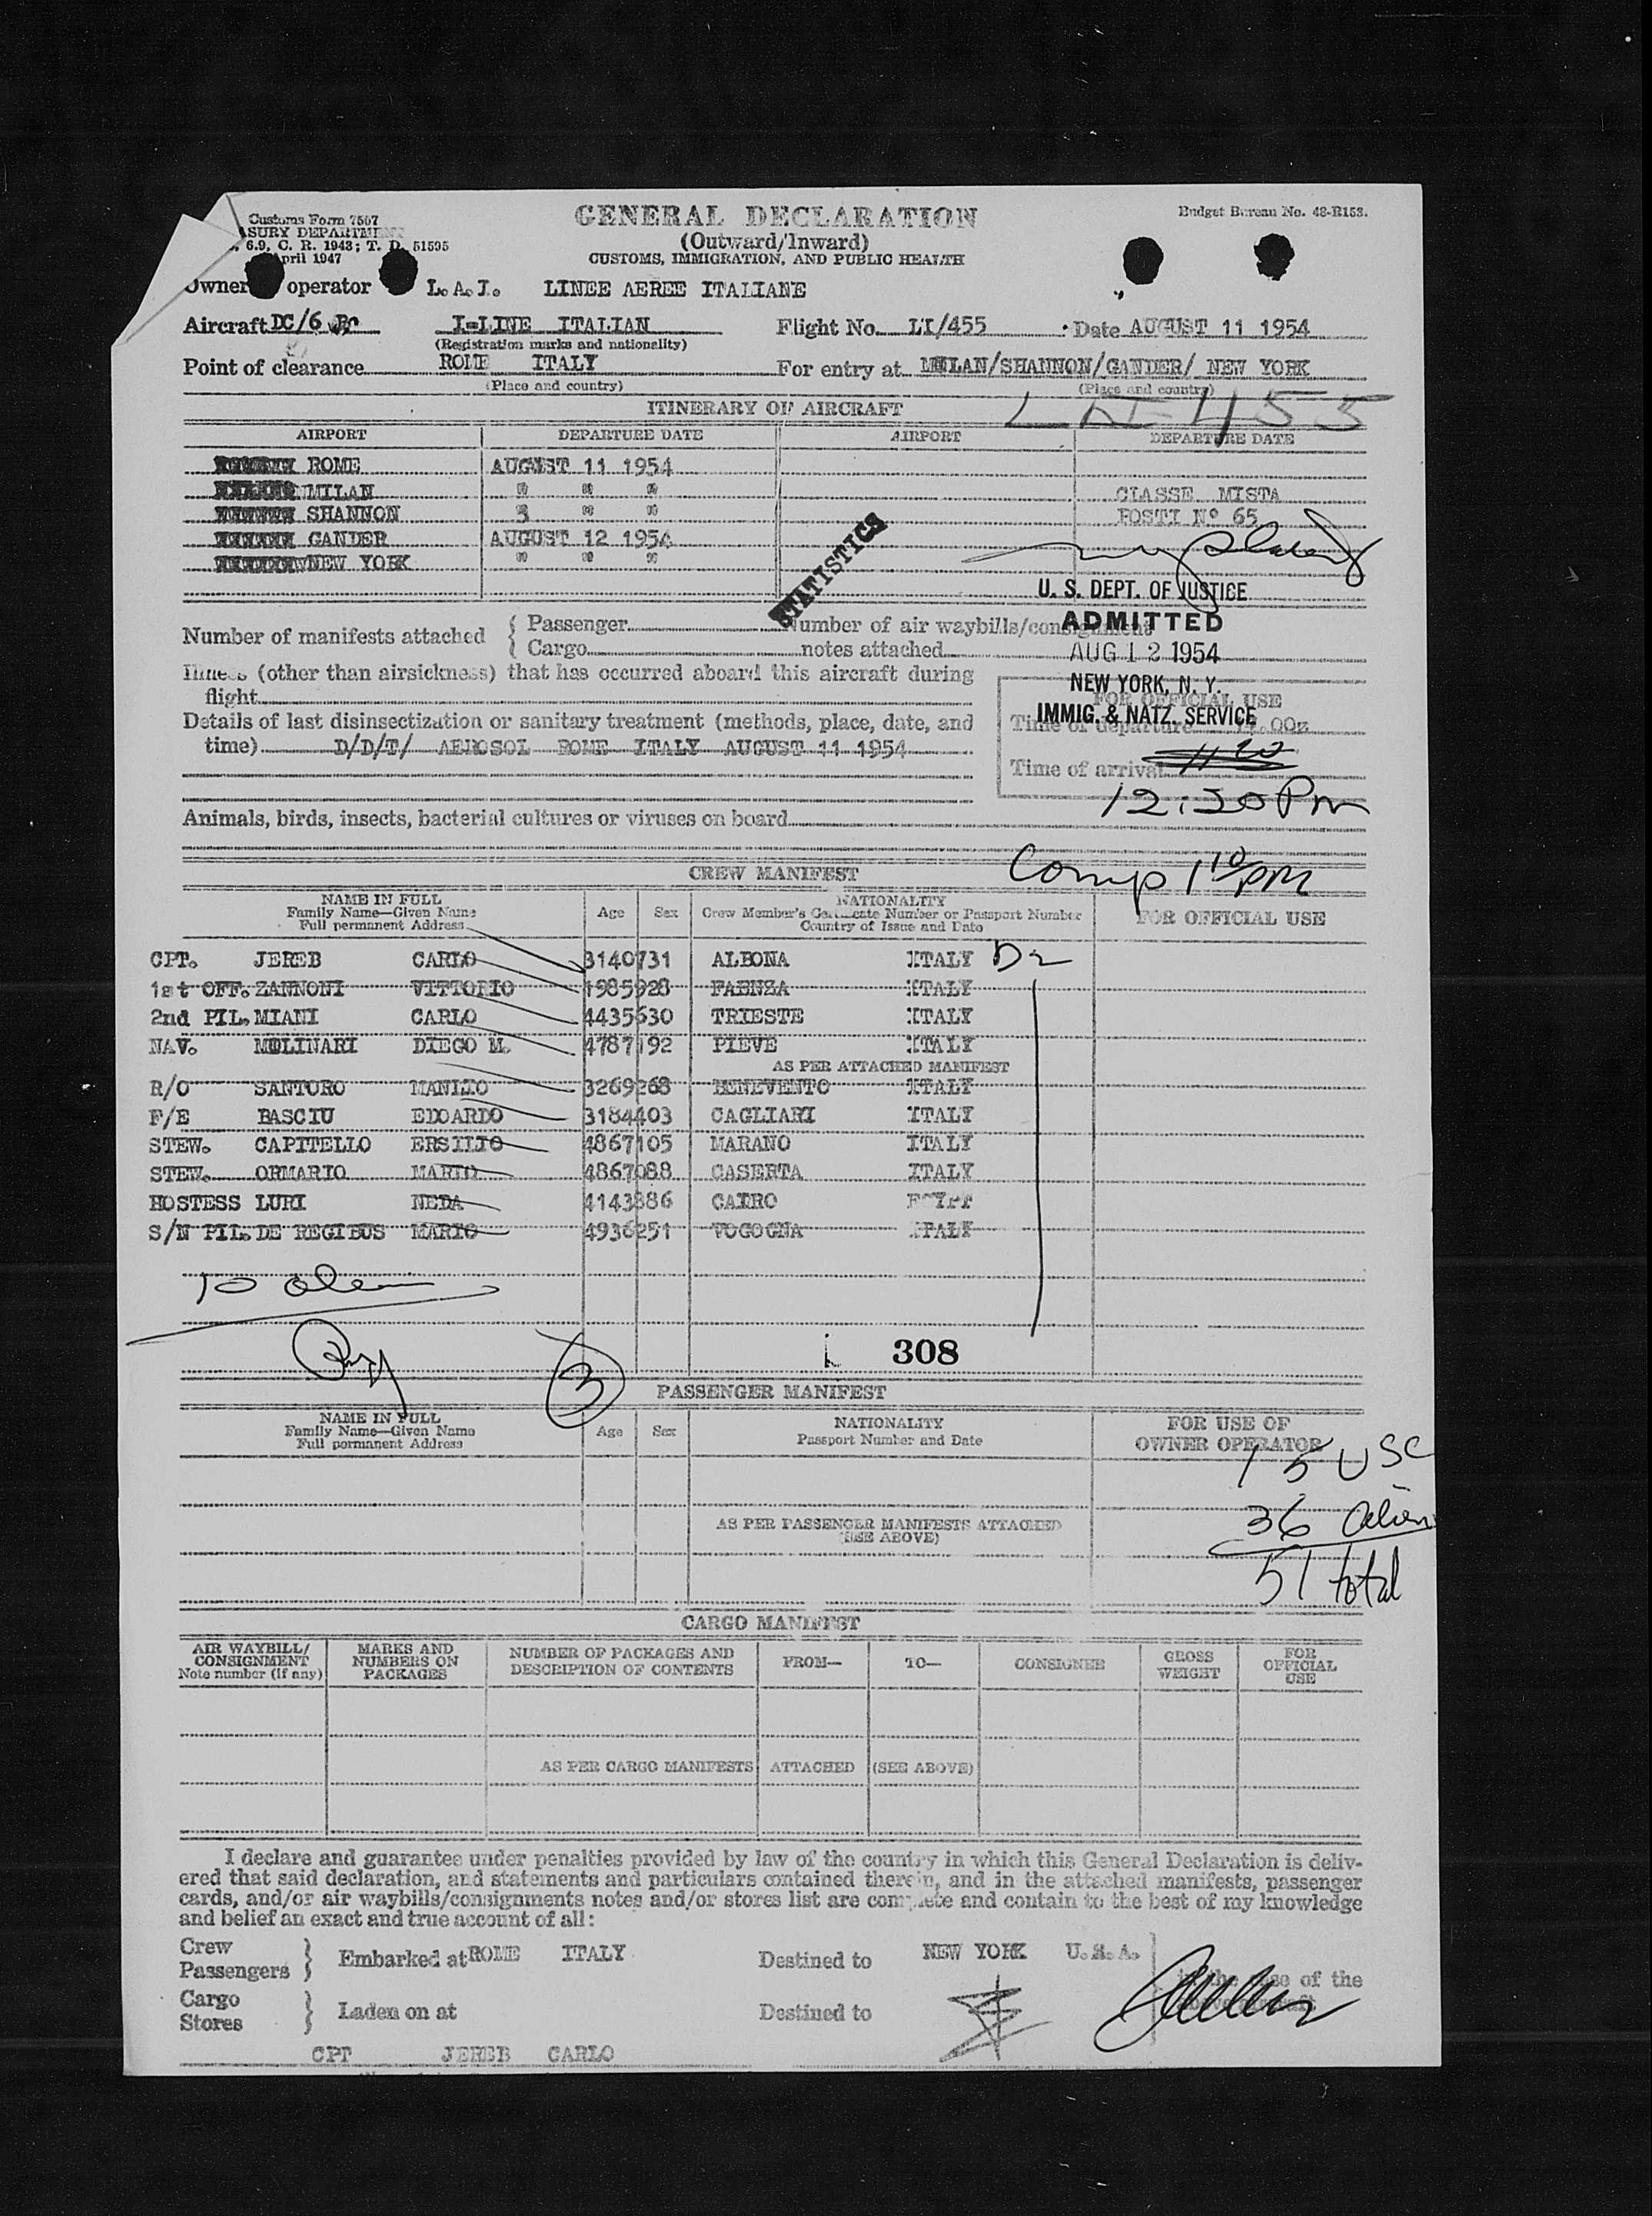 Customs Form 7507
ASURY DEPARTMENT
6.9, C. R. 1943; T. D. 51595
pril 1947
GENERAL DECLARATION
(Outward/Inward)
CUSTOMS, IMMIGRATION, AND PUBLIC HEALTH
Budget Bureau No. 48-R153.
Owner operator L.A.I. LINEE AEREE ITALIANE
Aircraft DC/6 I-LINE ITALIAN Flight No. LI/455 Date AUGUST 11 1954
(Registration marks and nationality)
Point of clearance ROME ITALY For entry at MILAN/SHANNON/GANDER/ NEW YORK
(Place and country) (Place and country)
ITINERARY OF AIRCRAFT LAI 455
AIRPORT DEPARTURE DATE AIRPORT DEPARTURE DATE
ROME AUGUST 11 1954
MILAN " " "
CLASSE MISTA
SHANNON " "
POSTI N° 65
GANDER AUGUST 12 1954
NEW YORK " " "
STATISTICS
U. S. DEPT. OF JUSTICE
ADMITTED
AUG 12 1954
NEW YORK, N. Y.
IMMIG. & NATZ. SERVICE
Number of manifests attached { Passenger Number of air waybills/consignment
Cargo notes attached
Illness (other than airsickness) that has occurred aboard this aircraft during
flight
FOR OFFICIAL USE
Details of last disinsectization or sanitary treatment (methods, place, date, and
Time of departure
time) D/D/T/ AEROSOL ROME ITALY AUGUST 11 1954
Time of arrival
12:30 Pm
Animals, birds, insects, bacterial cultures or viruses on board
Comp 1 10 pm
CREW MANIFEST
NAME IN FULL
Family Name—Given Name
Full permanent Address
Age Sex
NATIONALITY
Crew Member's Certificate Number or Passport Number
Country of Issue and Date
FOR OFFICIAL USE
CPT. JEREB CARLO 3140731 ALBONA ITALY D2
1st OFF. ZANNONI VITTORIO 1985928 FAENZA ITALY
2nd PIL. MIANI CARLO 4435630 TRIESTE ITALY
NAV. MOLINARI DIEGO M. 4787192 PIEVE ITALY
AS PER ATTACHED MANIFEST
R/O SANTORO MANLIO 3269268 BENEVENTO ITALY
F/E BASCIU EDOARDO 3184403 CAGLIARI ITALY
STEW. CAPITELLO ERSILIO 4867105 MARANO ITALY
STEW. ORMARIO MARIO 4867088 CASERTA ITALY
HOSTESS LURI NEDA 4143886 CAIRO
S/N PIL. DE REGIBUS MARIO 4936251 VOGOGNA ITALY
10 alien
3
308
PASSENGER MANIFEST
NAME IN FULL
Family Name—Given Name
Full permanent Address
Age Sex
NATIONALITY
Passport Number and Date
FOR USE OF
OWNER OPERATOR
15 USC
36 alien
51 total
AS PER PASSENGER MANIFESTS ATTACHED
(SEE ABOVE)
CARGO MANIFEST
AIR WAYBILL/
CONSIGNMENT
Note number (if any)
MARKS AND
NUMBERS ON
PACKAGES
NUMBER OF PACKAGES AND
DESCRIPTION OF CONTENTS
FROM— TO— CONSIGNEE
GROSS
WEIGHT
FOR
OFFICIAL
USE
AS PER CARGO MANIFESTS ATTACHED (SEE ABOVE)
I declare and guarantee under penalties provided by law of the country in which this General Declaration is deliv-
ered that said declaration, and statements and particulars contained therein, and in the attached manifests, passenger
cards, and/or air waybills/consignments notes and/or stores list are complete and contain to the best of my knowledge
and belief an exact and true account of all:
Crew
Passengers } Embarked at ROME ITALY Destined to NEW YORK U.S.A.
in the case of the
Cargo
Stores } Laden on at Destined to
CPT JEREB CARLO